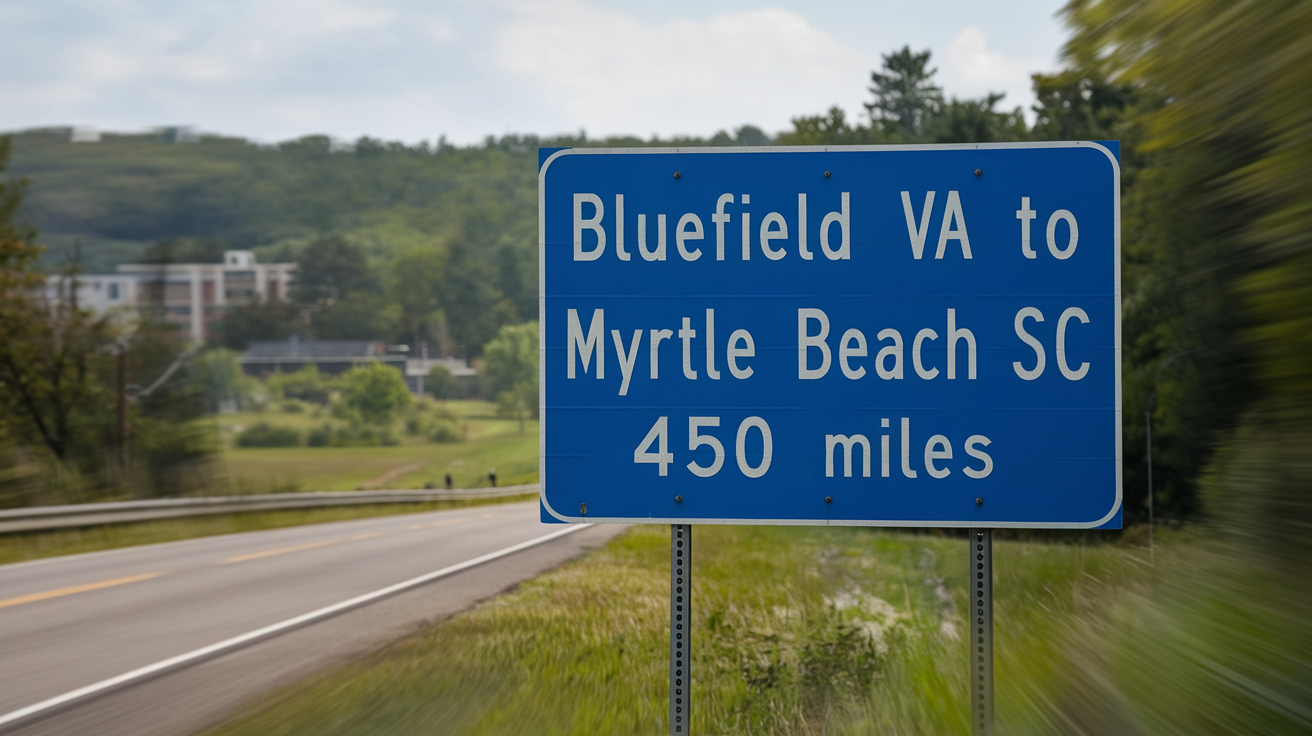 Bluefield VA to
Myrtle Beach SC
450 miles